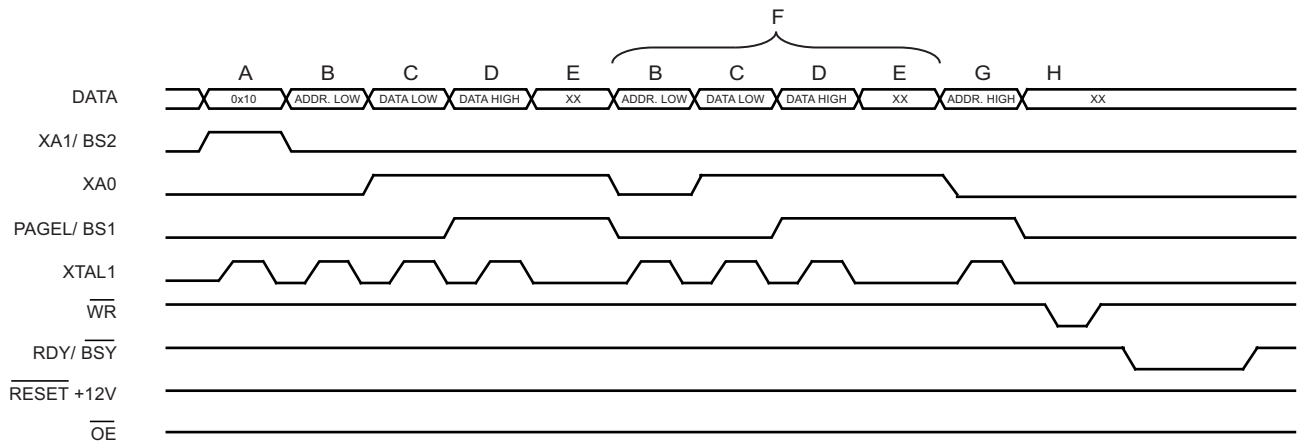 F
A B C D E B C D E G H
DATA 0x10 ADDR. LOW DATA LOW DATA HIGH XX ADDR. LOW DATA LOW DATA HIGH XX ADDR. HIGH XX
XA1/ BS2
XA0
PAGEL/ BS1
XTAL1
WR
RDY/ BSY
RESET +12V
OE